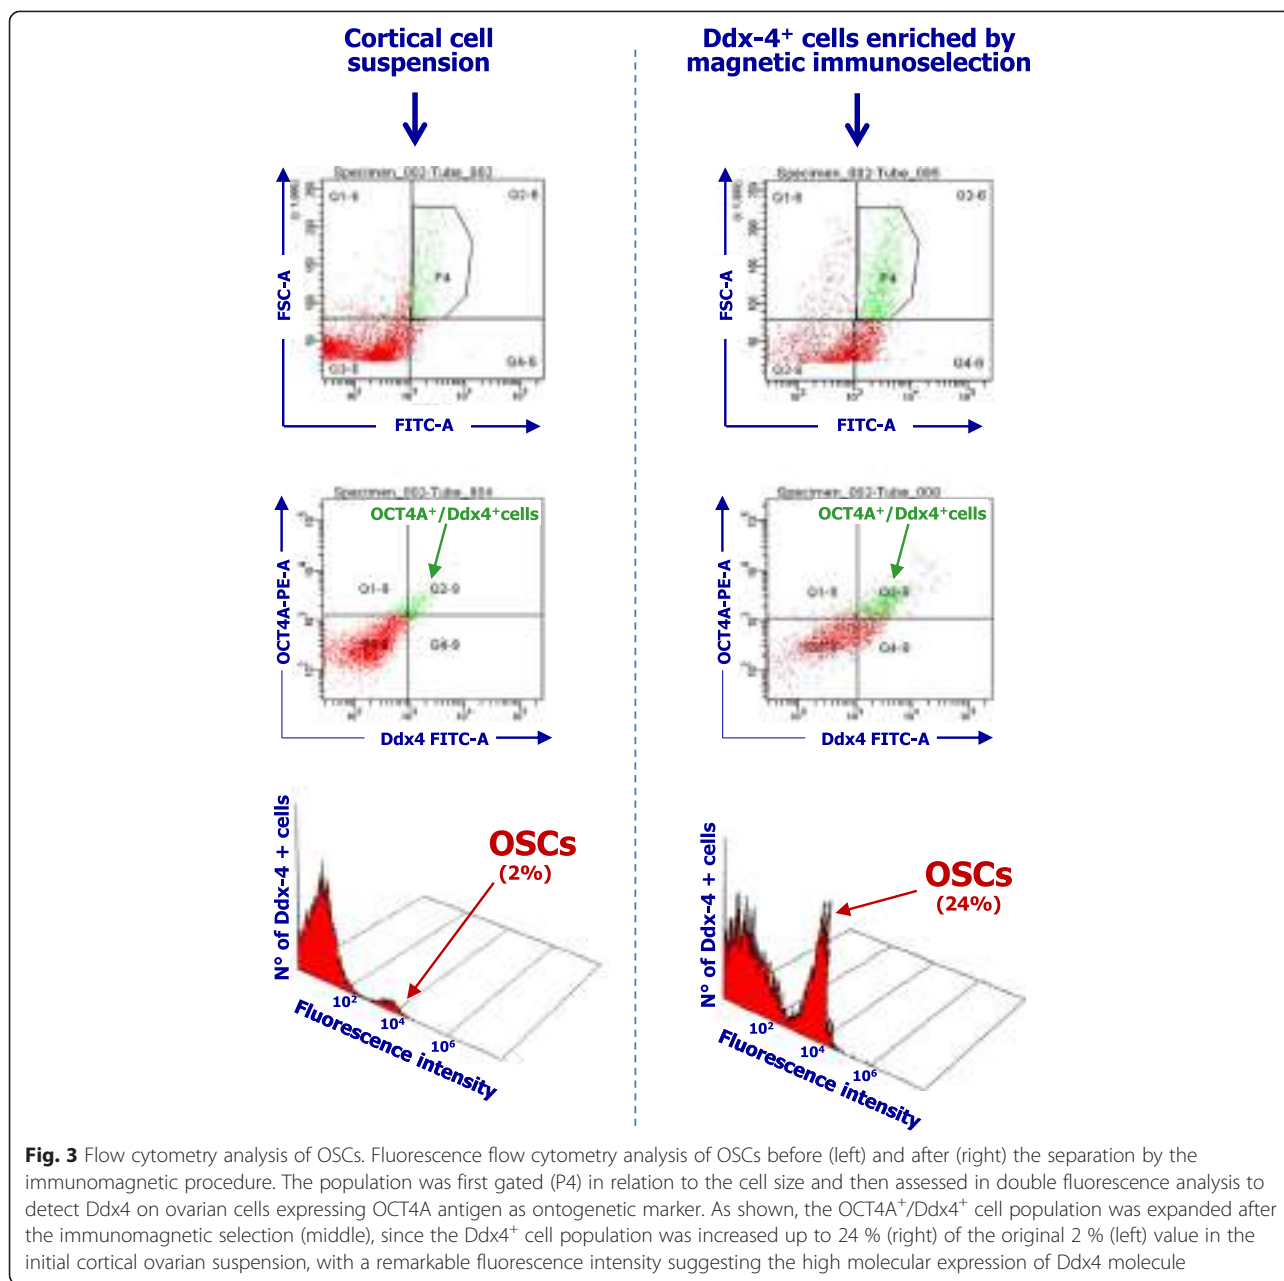 Cortical cell
suspension
Ddx-4⁺ cells enriched by
magnetic immunoselection
FSC-A
FITC-A
P4
FSC-A
FITC-A
P4
OCT4A⁺/Ddx4⁺cells
OCT4A-PE-A
Ddx4 FITC-A
OCT4A⁺/Ddx4⁺cells
OCT4A-PE-A
Ddx4 FITC-A
N° of Ddx-4 + cells
OSCs
(2%)
10²
10⁴
10⁶
Fluorescence intensity
N° of Ddx-4 + cells
OSCs
(24%)
10²
10⁴
10⁶
Fluorescence intensity
Fig. 3 Flow cytometry analysis of OSCs. Fluorescence flow cytometry analysis of OSCs before (left) and after (right) the separation by the
immunomagnetic procedure. The population was first gated (P4) in relation to the cell size and then assessed in double fluorescence analysis to
detect Ddx4 on ovarian cells expressing OCT4A antigen as ontogenetic marker. As shown, the OCT4A⁺/Ddx4⁺ cell population was expanded after
the immunomagnetic selection (middle), since the Ddx4⁺ cell population was increased up to 24 % (right) of the original 2 % (left) value in the
initial cortical ovarian suspension, with a remarkable fluorescence intensity suggesting the high molecular expression of Ddx4 molecule